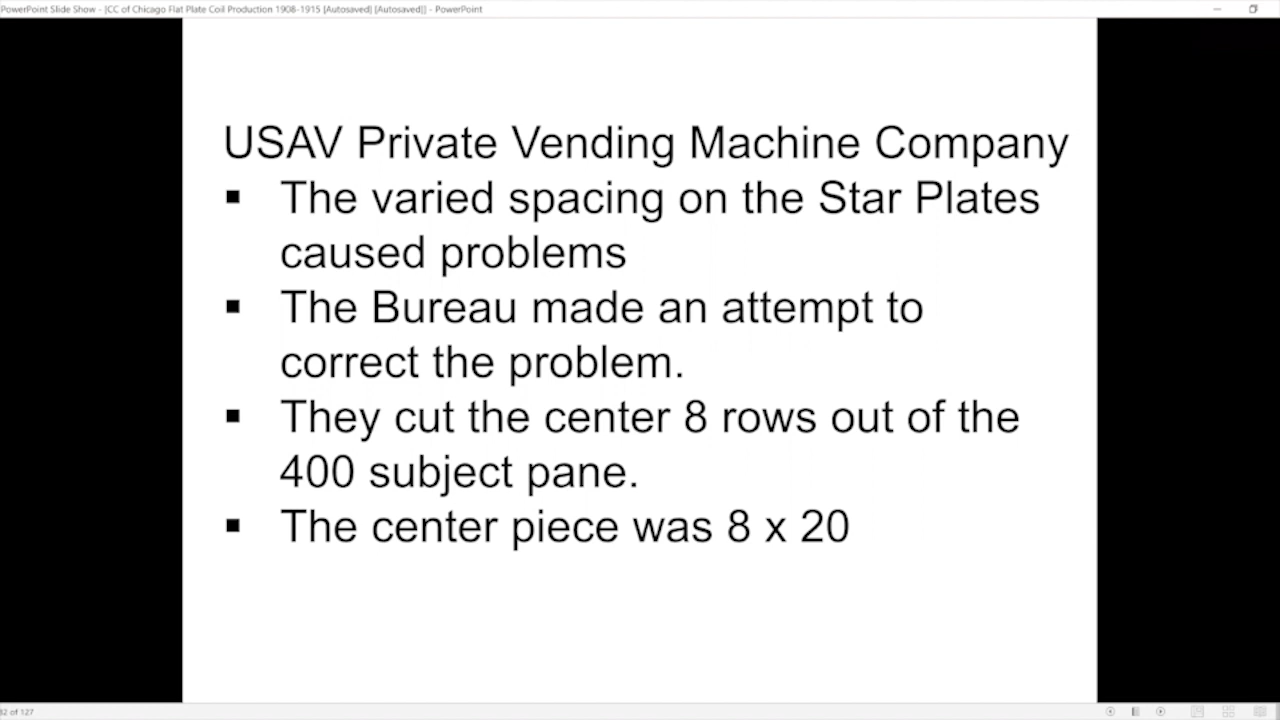 PowerPoint Slide Show - [CC of Chicago Flat Plate Coil Production 1908-1915 [Autosaved] [Autosaved]] - PowerPoint
USAV Private Vending Machine Company
▪ The varied spacing on the Star Plates
caused problems
▪ The Bureau made an attempt to
correct the problem.
▪ They cut the center 8 rows out of the
400 subject pane.
▪ The center piece was 8 x 20
of 127